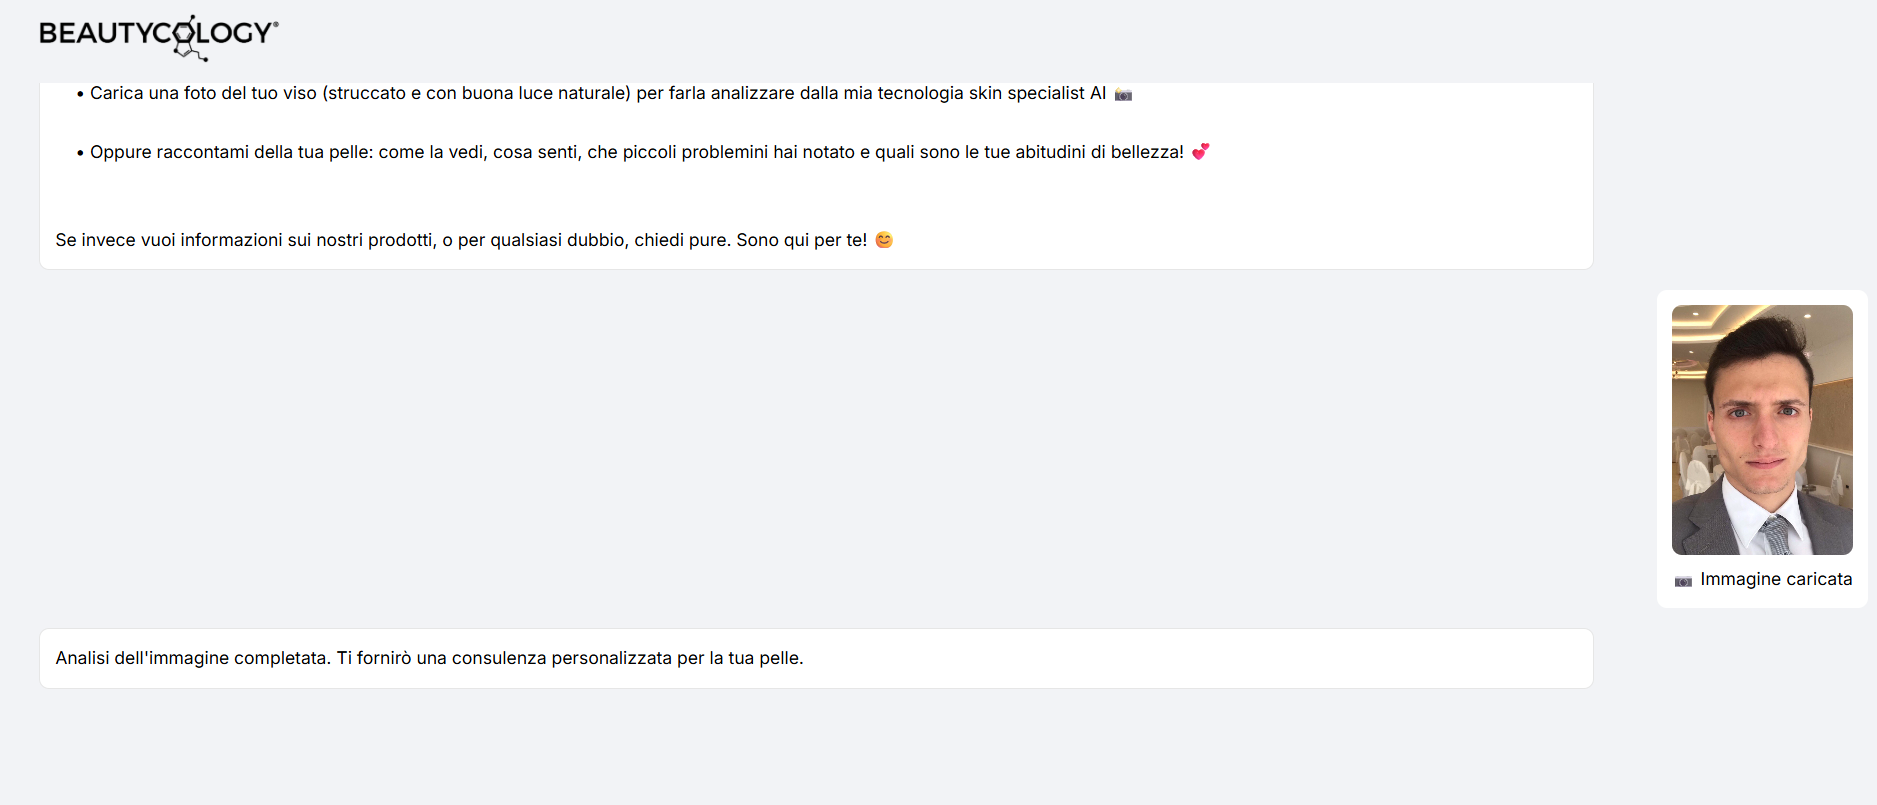 BEAUTYCOLOGY®
• Carica una foto del tuo viso (struccato e con buona luce naturale) per farla analizzare dalla mia tecnologia skin specialist AI 📷
• Oppure raccontami della tua pelle: come la vedi, cosa senti, che piccoli problemini hai notato e quali sono le tue abitudini di bellezza! 💕
Se invece vuoi informazioni sui nostri prodotti, o per qualsiasi dubbio, chiedi pure. Sono qui per te! 😊
📷 Immagine caricata
Analisi dell'immagine completata. Ti fornirò una consulenza personalizzata per la tua pelle.